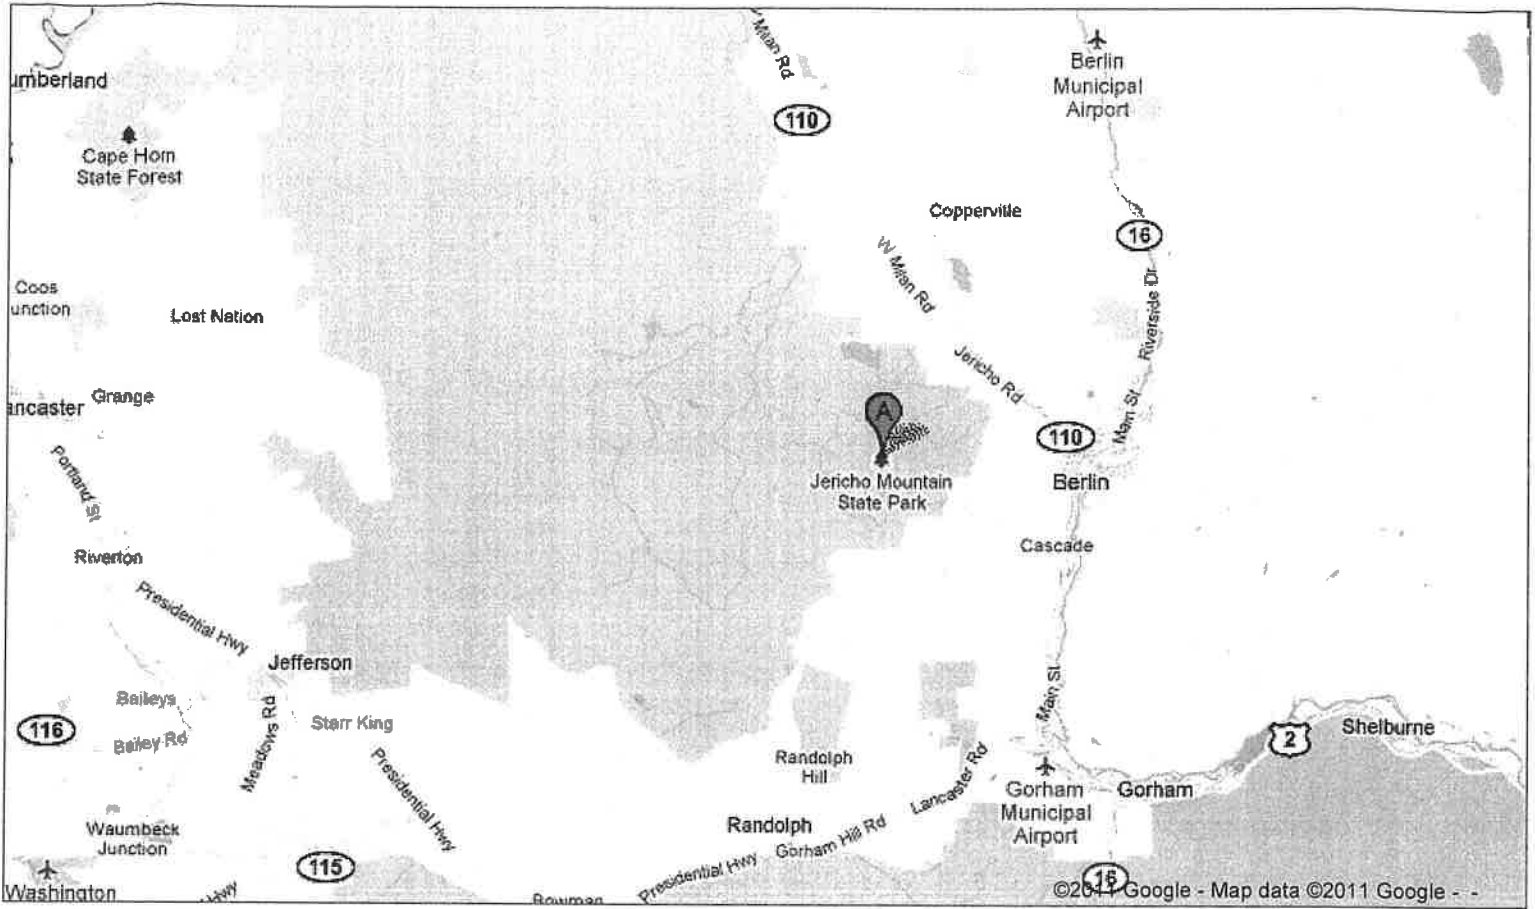 Milan Rd
Berlin
Municipal
Airport
umberland
110
Cape Horn
State Forest
Copperville
16
W Milan Rd
Riverside Dr
Coos
unction
Lost Nation
Jericho Rd
Grange
ancaster
A
Main St
110
Portland St
Jericho Mountain
State Park
Berlin
Cascade
Riverton
Presidential Hwy
Jefferson
Baileys
Meadows Rd
Starr King
Main St
116
Bailey Rd
2
Shelburne
Presidential Hwy
Randolph
Hill
Lancaster Rd
Gorham
Municipal
Airport
Gorham
Waumbeck
Junction
Randolph
Gorham Hill Rd
115
Presidential Hwy
16
Washington
Hwy
Bowman
©2011 Google - Map data ©2011 Google - -